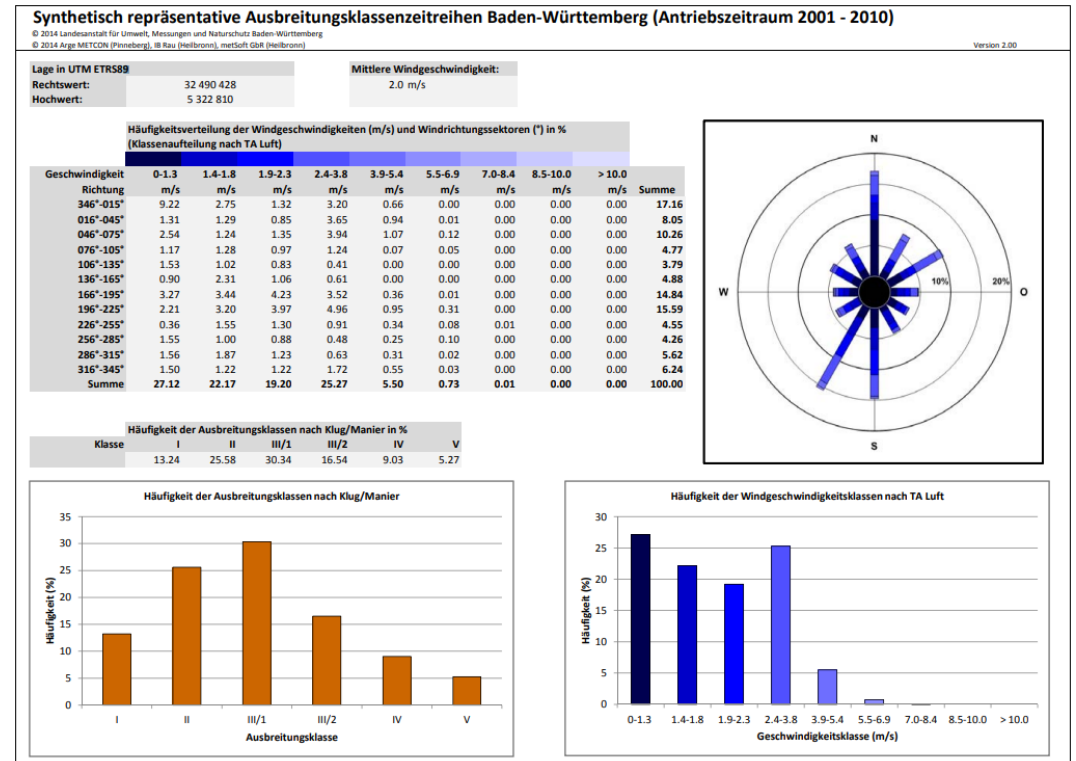 Synthetisch repräsentative Ausbreitungsklassenzeitreihen Baden-Württemberg (Antriebszeitraum 2001 - 2010)
© 2014 Landesanstalt für Umwelt, Messungen und Naturschutz Baden-Württemberg
© 2014 Arge METCON (Pinneberg), IB Rau (Heilbronn), metSoft GbR (Heilbronn) Version 2.00
Lage in UTM ETRS89 Mittlere Windgeschwindigkeit:
Rechtswert: 32 490 428 2.0 m/s
Hochwert: 5 322 810
Häufigkeitsverteilung der Windgeschwindigkeiten (m/s) und Windrichtungssektoren (°) in %
(Klassenaufteilung nach TA Luft)
Geschwindigkeit 0-1.3 1.4-1.8 1.9-2.3 2.4-3.8 3.9-5.4 5.5-6.9 7.0-8.4 8.5-10.0 > 10.0
Richtung m/s m/s m/s m/s m/s m/s m/s m/s m/s Summe
346°-015° 9.22 2.75 1.32 3.20 0.66 0.00 0.00 0.00 0.00 17.16
016°-045° 1.31 1.29 0.85 3.65 0.94 0.01 0.00 0.00 0.00 8.05
046°-075° 2.54 1.24 1.35 3.94 1.07 0.12 0.00 0.00 0.00 10.26
076°-105° 1.17 1.28 0.97 1.24 0.07 0.05 0.00 0.00 0.00 4.77
106°-135° 1.53 1.02 0.83 0.41 0.00 0.00 0.00 0.00 0.00 3.79
136°-165° 0.90 2.31 1.06 0.61 0.00 0.00 0.00 0.00 0.00 4.88
166°-195° 3.27 3.44 4.23 3.52 0.36 0.01 0.00 0.00 0.00 14.84
196°-225° 2.21 3.20 3.97 4.96 0.95 0.31 0.00 0.00 0.00 15.59
226°-255° 0.36 1.55 1.30 0.91 0.34 0.08 0.01 0.00 0.00 4.55
256°-285° 1.55 1.00 0.88 0.48 0.25 0.10 0.00 0.00 0.00 4.26
286°-315° 1.56 1.87 1.23 0.63 0.31 0.02 0.00 0.00 0.00 5.62
316°-345° 1.50 1.22 1.22 1.72 0.55 0.03 0.00 0.00 0.00 6.24
Summe 27.12 22.17 19.20 25.27 5.50 0.73 0.01 0.00 0.00 100.00
N
W 10% 20% O
S
Häufigkeit der Ausbreitungsklassen nach Klug/Manier in %
Klasse I II III/1 III/2 IV V
13.24 25.58 30.34 16.54 9.03 5.27
Häufigkeit der Ausbreitungsklassen nach Klug/Manier
35
30
25
20
15
10
5
0
Häufigkeit (%)
I II III/1 III/2 IV V
Ausbreitungsklasse
Häufigkeit der Windgeschwindigkeitsklassen nach TA Luft
30
25
20
15
10
5
0
Häufigkeit (%)
0-1.3 1.4-1.8 1.9-2.3 2.4-3.8 3.9-5.4 5.5-6.9 7.0-8.4 8.5-10.0 > 10.0
Geschwindigkeitsklasse (m/s)